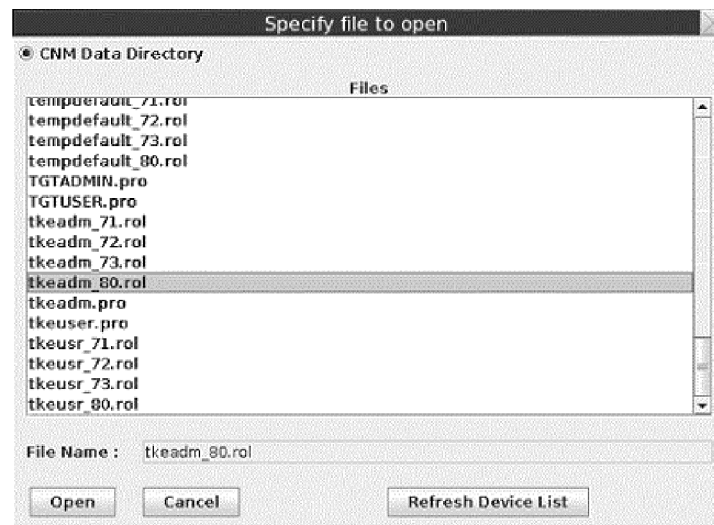 Specify file to open
CNM Data Directory
Files
tempdefault_71.rol
tempdefault_72.rol
tempdefault_73.rol
tempdefault_80.rol
TGTADMIN.pro
TGTUSER.pro
tkeadm_71.rol
tkeadm_72.rol
tkeadm_73.rol
tkeadm_80.rol
tkeadm.pro
tkeuser.pro
tkeusr_71.rol
tkeusr_72.rol
tkeusr_73.rol
tkeusr_80.rol
File Name : tkeadm_80.rol
Open Cancel Refresh Device List